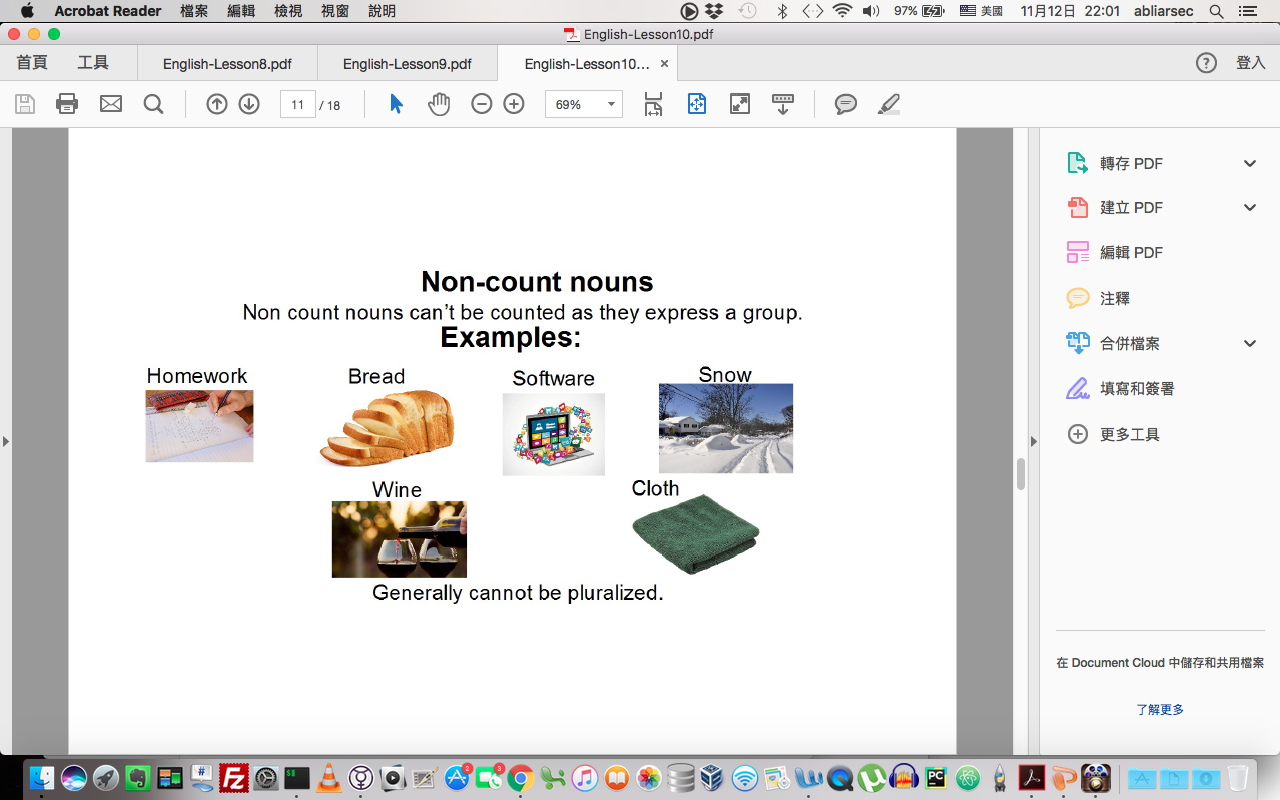 Acrobat Reader 檔案 編輯 檢視 視窗 說明 97% 美國 11月12日 22:01 abliarsec
English-Lesson10.pdf
首頁 工具 English-Lesson8.pdf English-Lesson9.pdf English-Lesson10... × 登入
11 / 18 69%
Non-count nouns
Non count nouns can’t be counted as they express a group.
Examples:
Homework Bread Software Snow
Wine Cloth
Generally cannot be pluralized.
轉存 PDF
建立 PDF
編輯 PDF
注釋
合併檔案
填寫和簽署
更多工具
在 Document Cloud 中儲存和共用檔案
了解更多
2 3
$$ # Fz PC